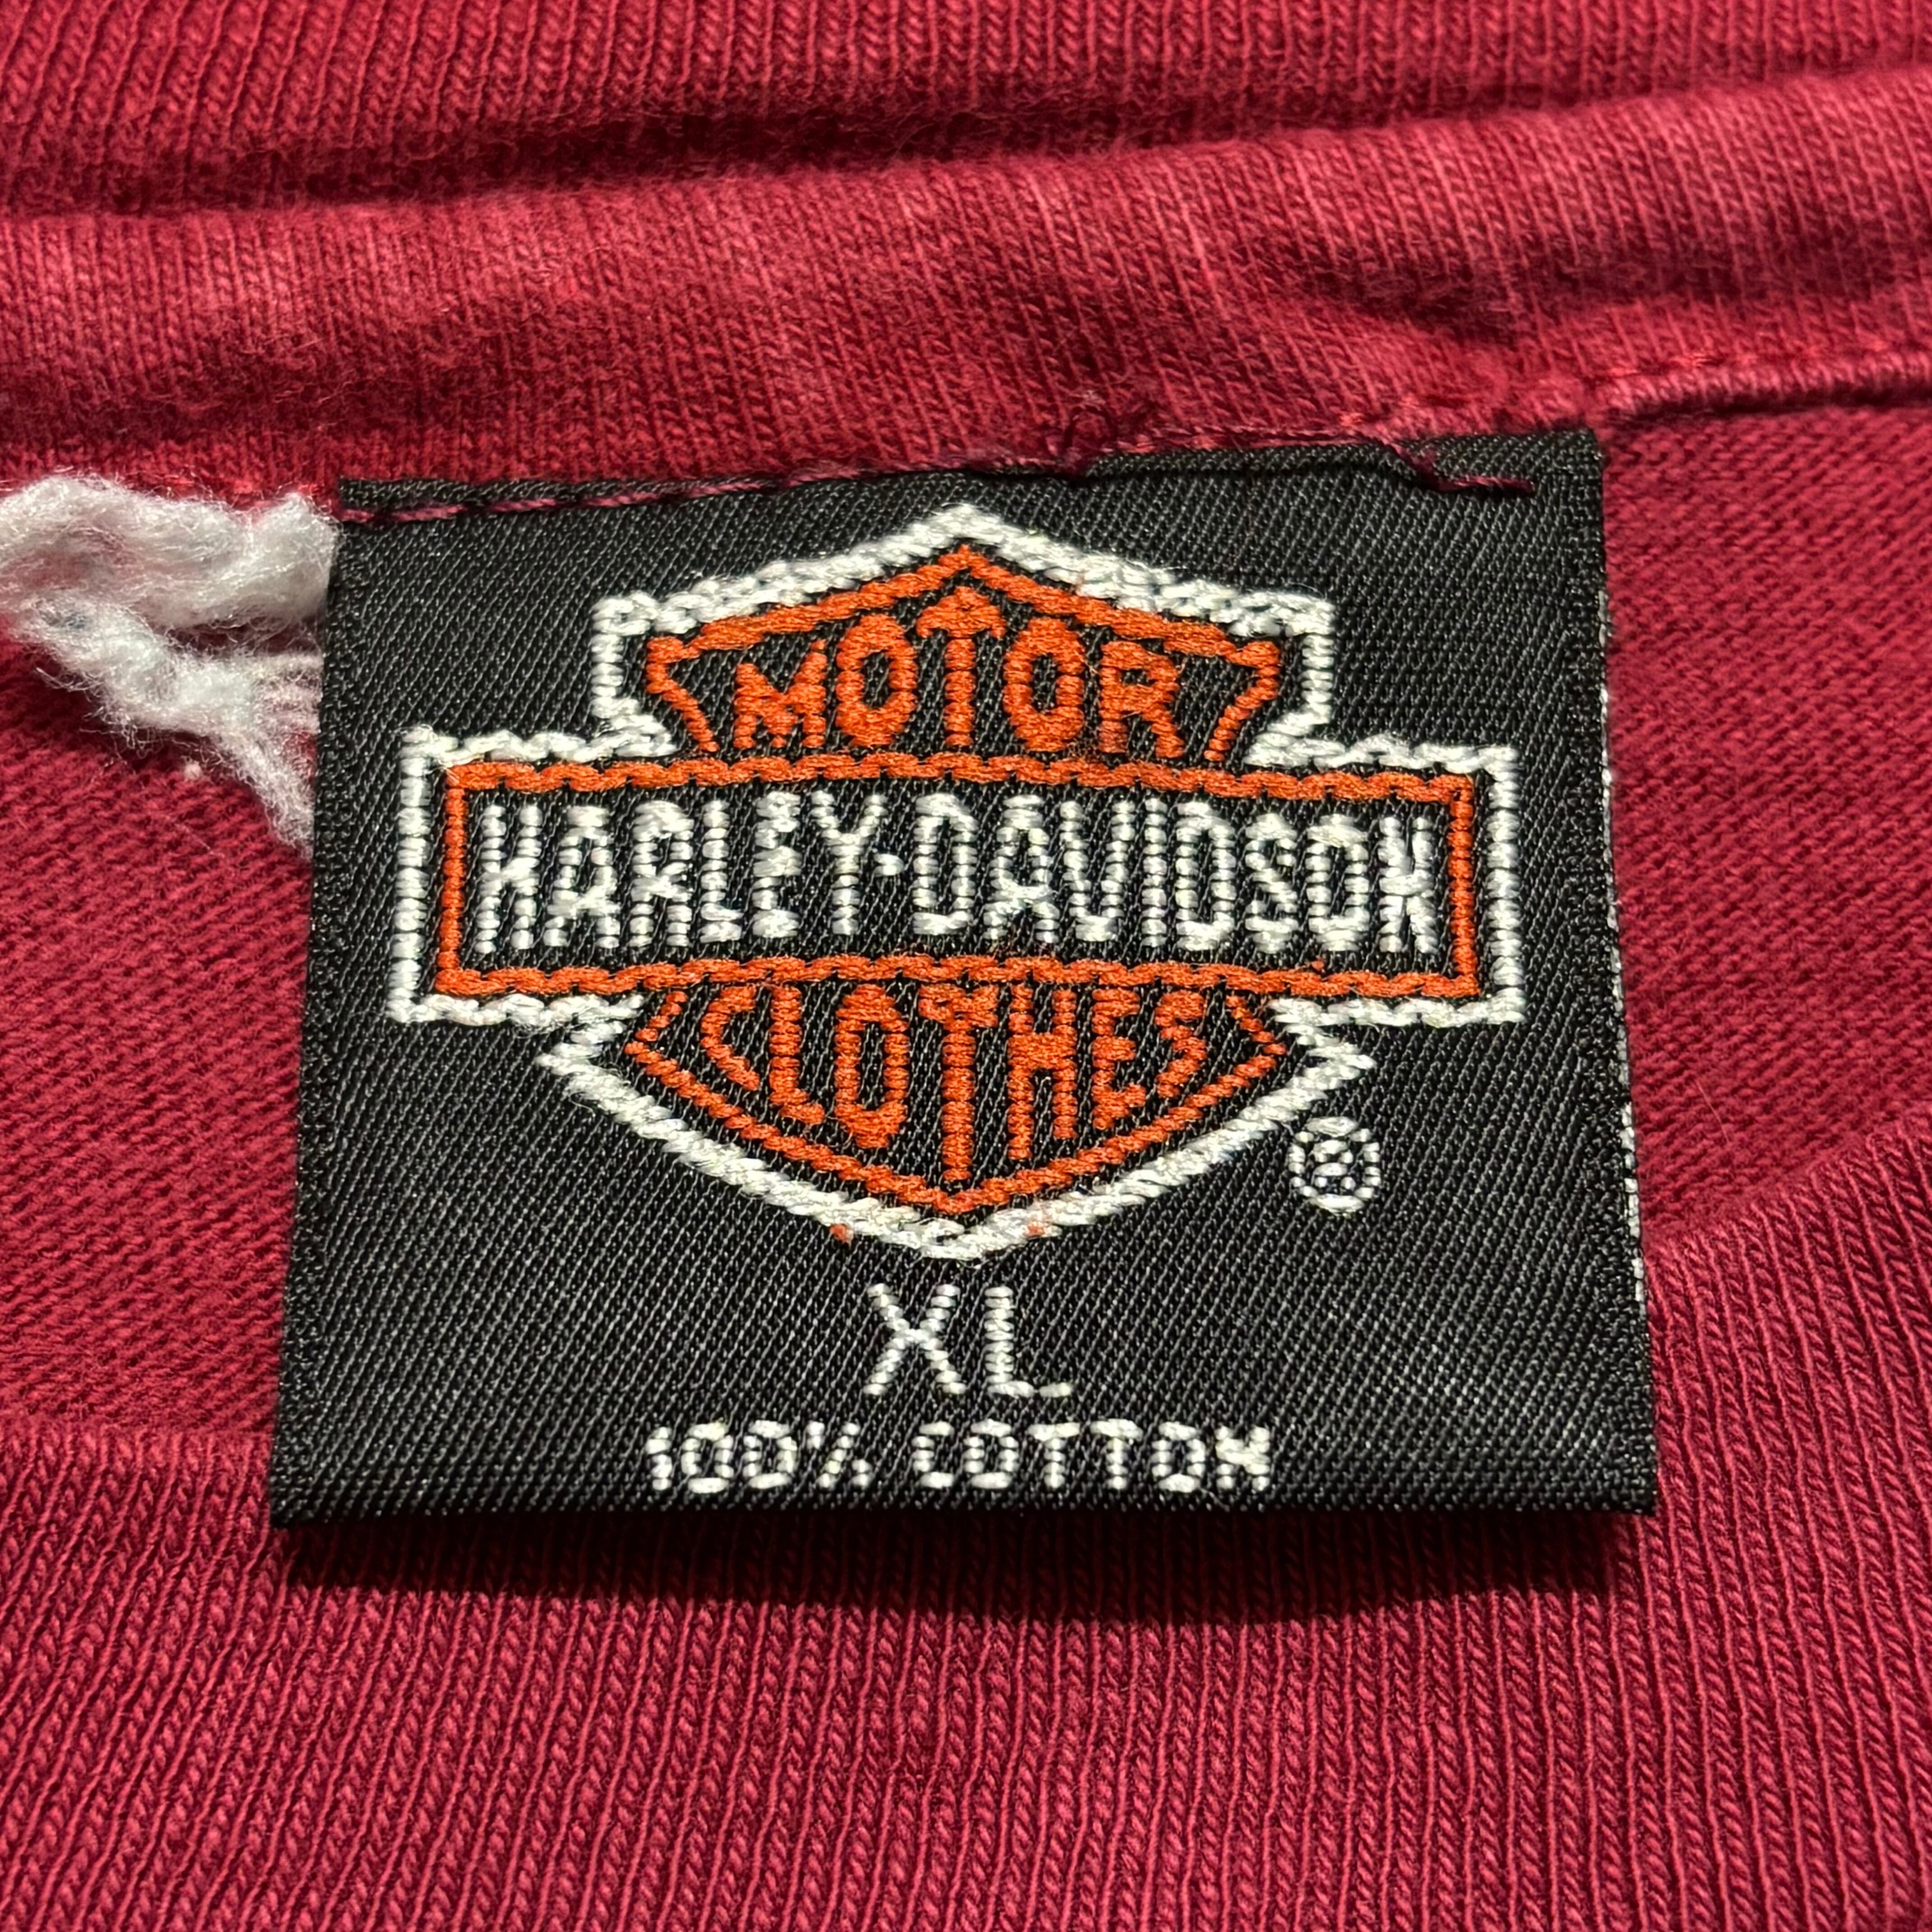 MOTOR
HARLEY-DAVIDSON
CLOTHES
®
XL
100% COTTON